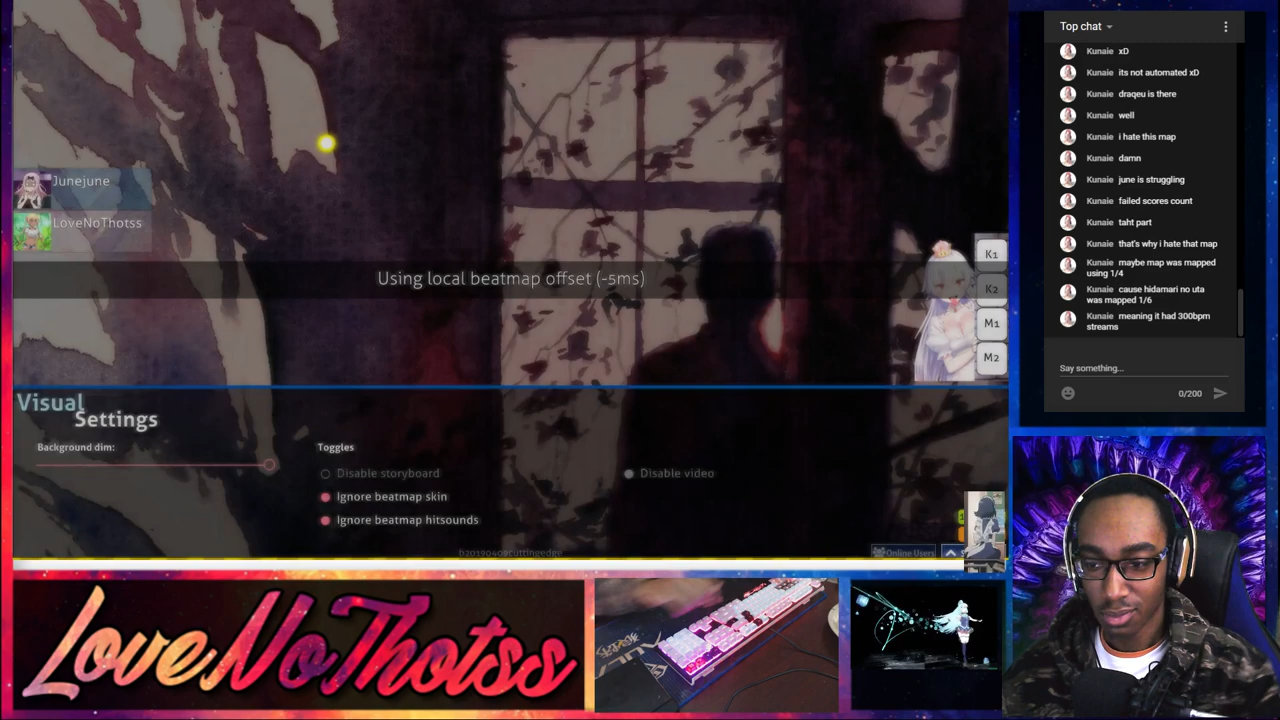 Junejune
LoveNoThotss
Using local beatmap offset (-5ms)
K1
K2
M1
M2
Visual
Settings
Background dim:
Toggles
Disable storyboard
Disable video
Ignore beatmap skin
Ignore beatmap hitsounds
b20190409cuttingedge
Online Users
LoveNoThotss
Top chat
Kunaie xD
Kunaie its not automated xD
Kunaie draqeu is there
Kunaie well
Kunaie i hate this map
Kunaie damn
Kunaie june is struggling
Kunaie failed scores count
Kunaie taht part
Kunaie that's why i hate that map
Kunaie maybe map was mapped
using 1/4
Kunaie cause hidamari no uta
was mapped 1/6
Kunaie meaning it had 300bpm
streams
Say something...
0/200